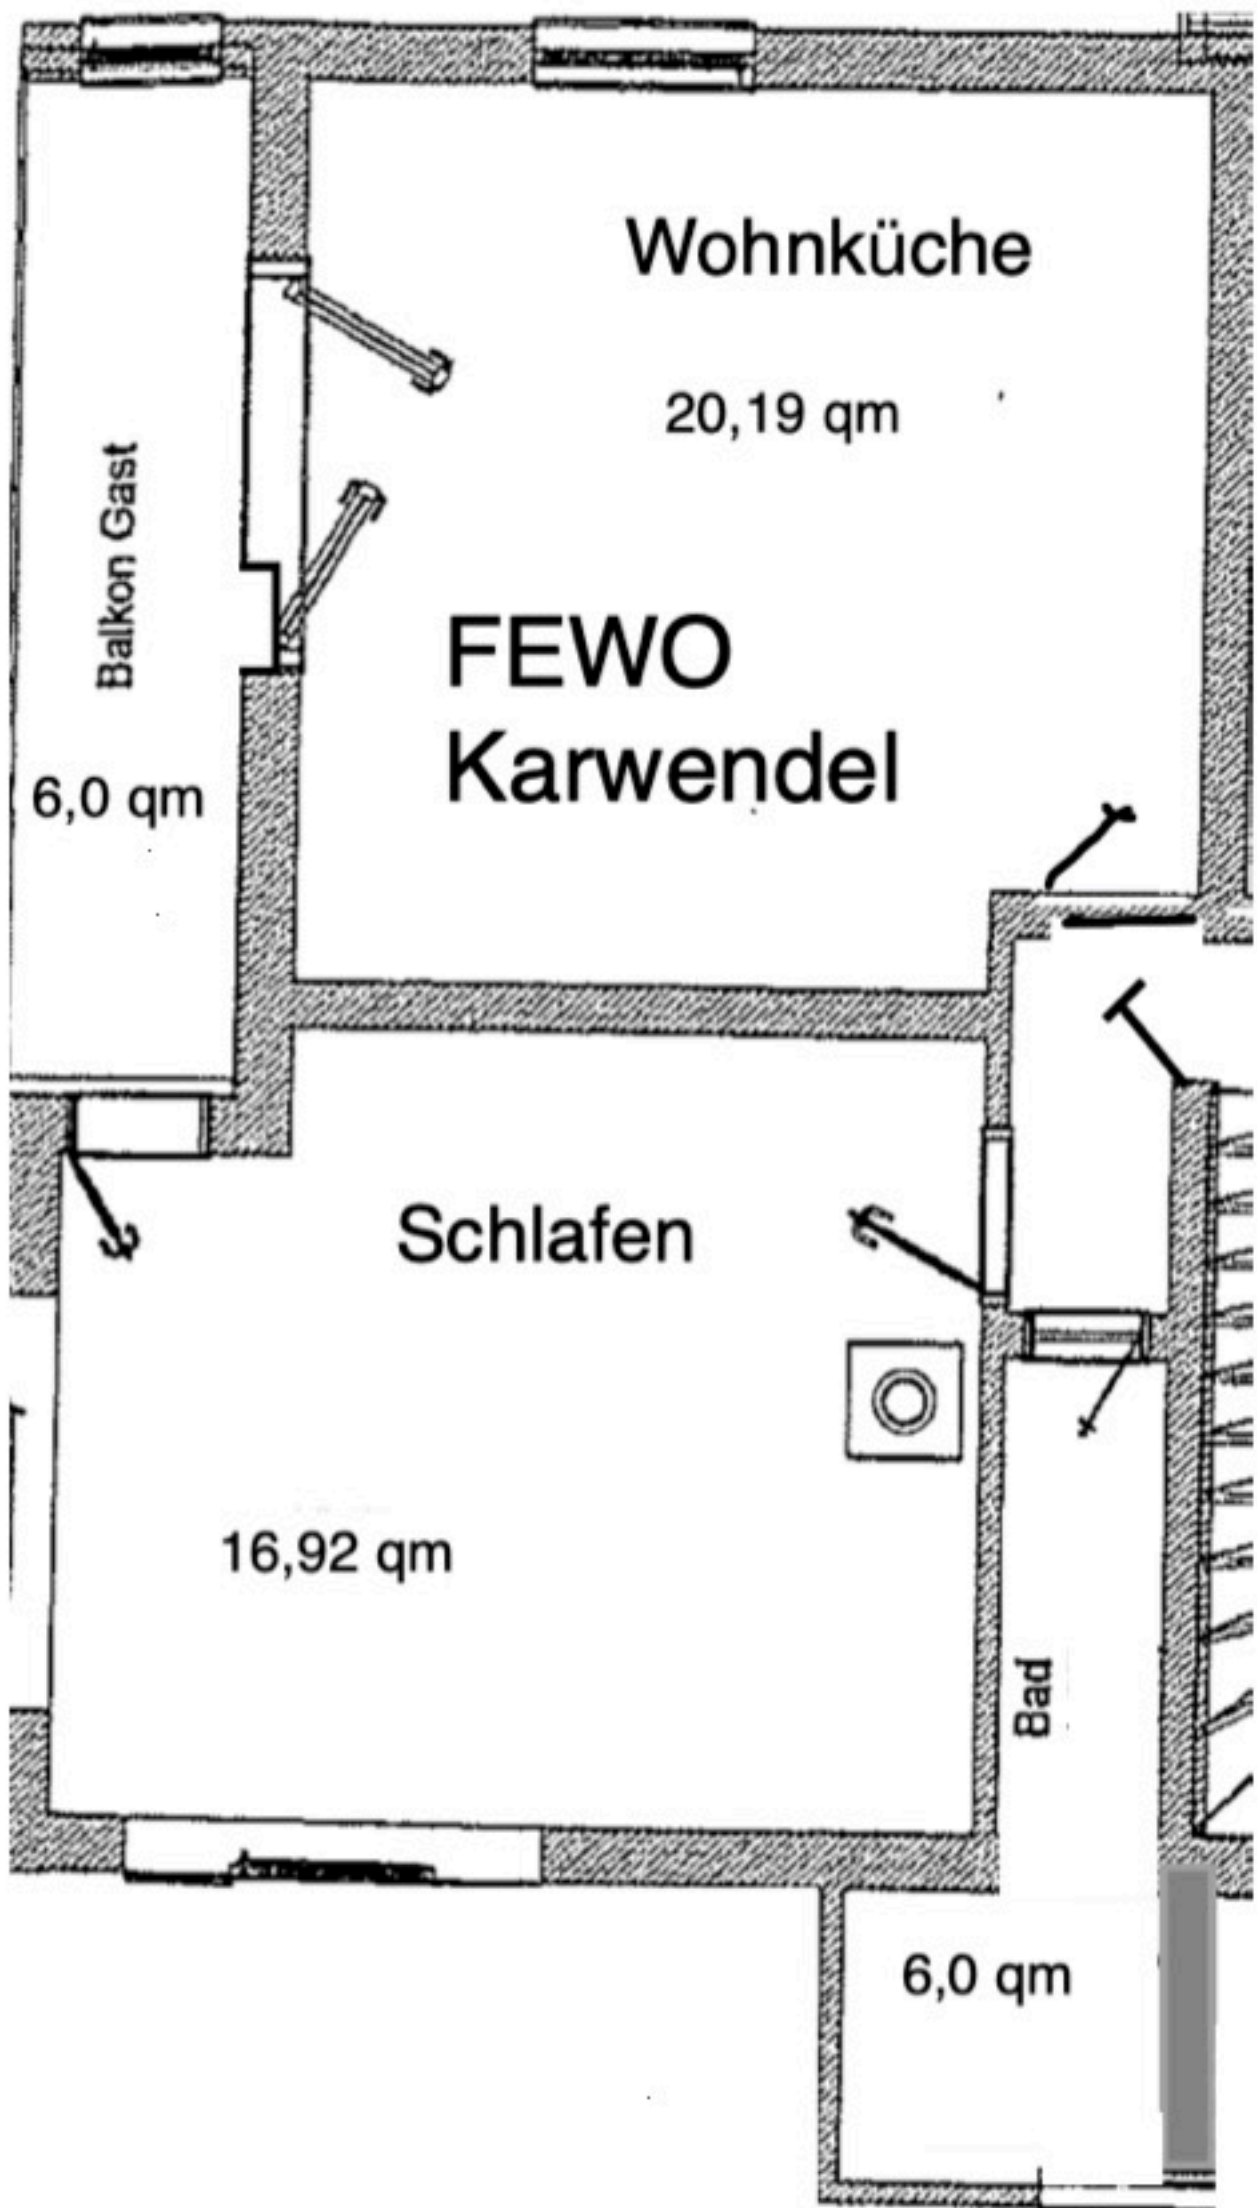 Wohnküche
20,19 qm
Balkon Gast
6,0 qm
FEWO
Karwendel
Schlafen
16,92 qm
Bad
6,0 qm